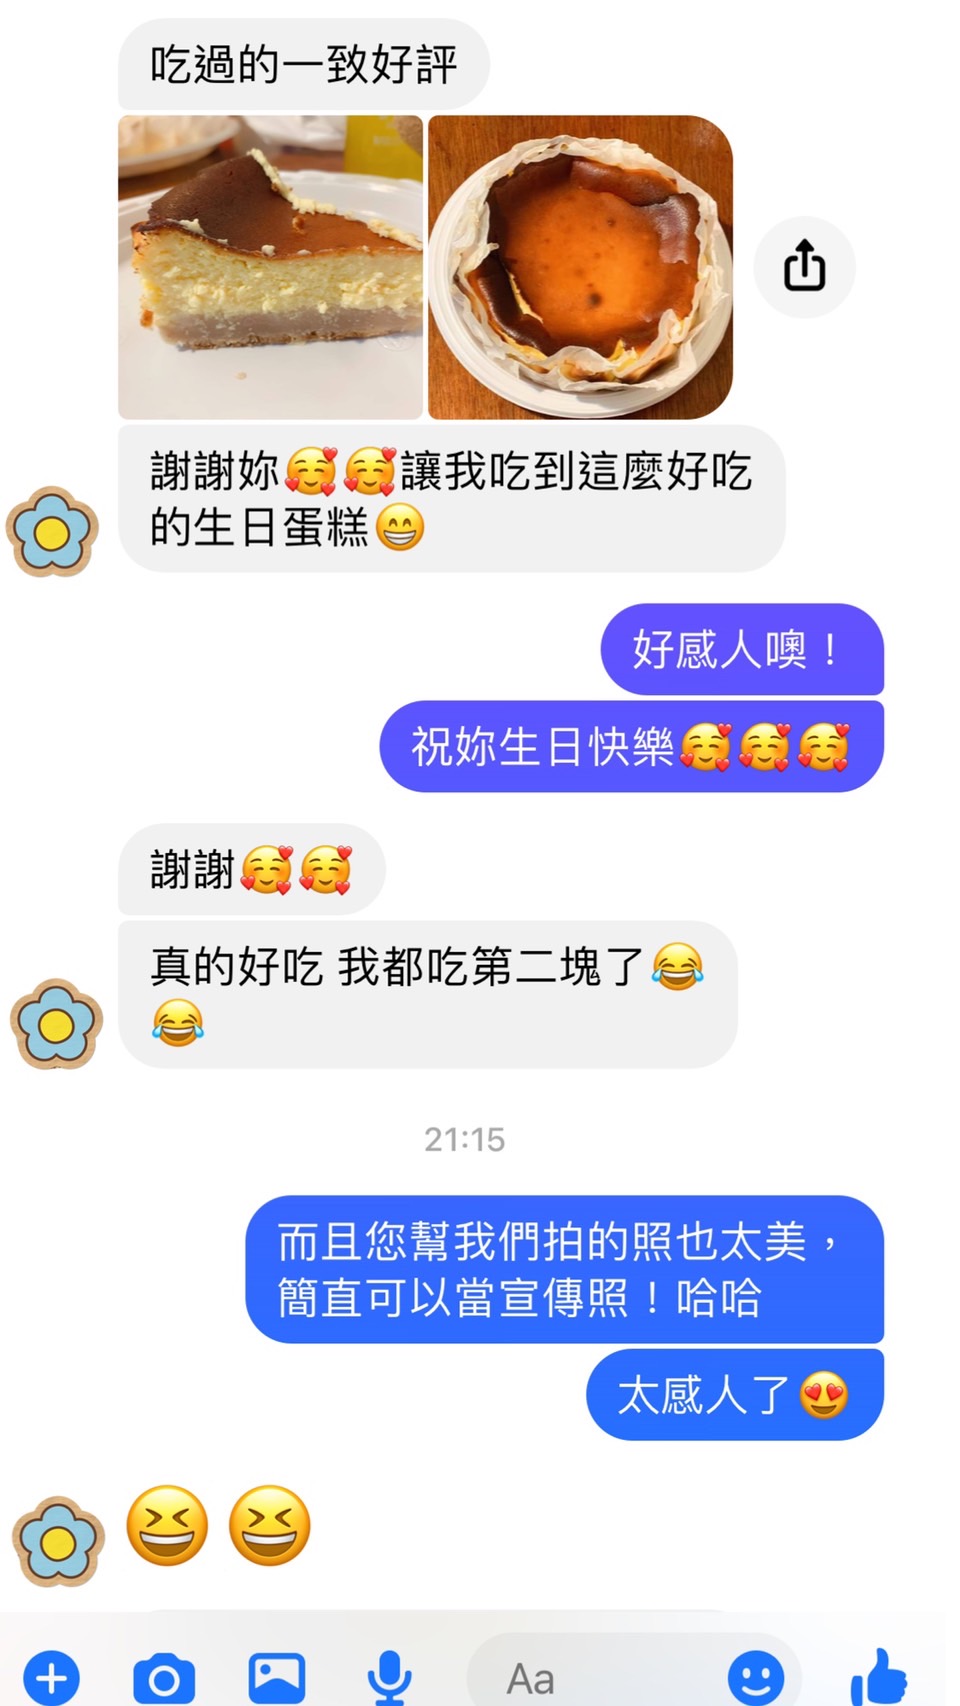 吃過的一致好評
謝謝妳🥰🥰讓我吃到這麼好吃
的生日蛋糕😁
好感人噢！
祝妳生日快樂🥰🥰🥰
謝謝🥰🥰
真的好吃 我都吃第二塊了😂
😂
21:15
而且您幫我們拍的照也太美，
簡直可以當宣傳照！哈哈
太感人了😍
😆😆
Aa